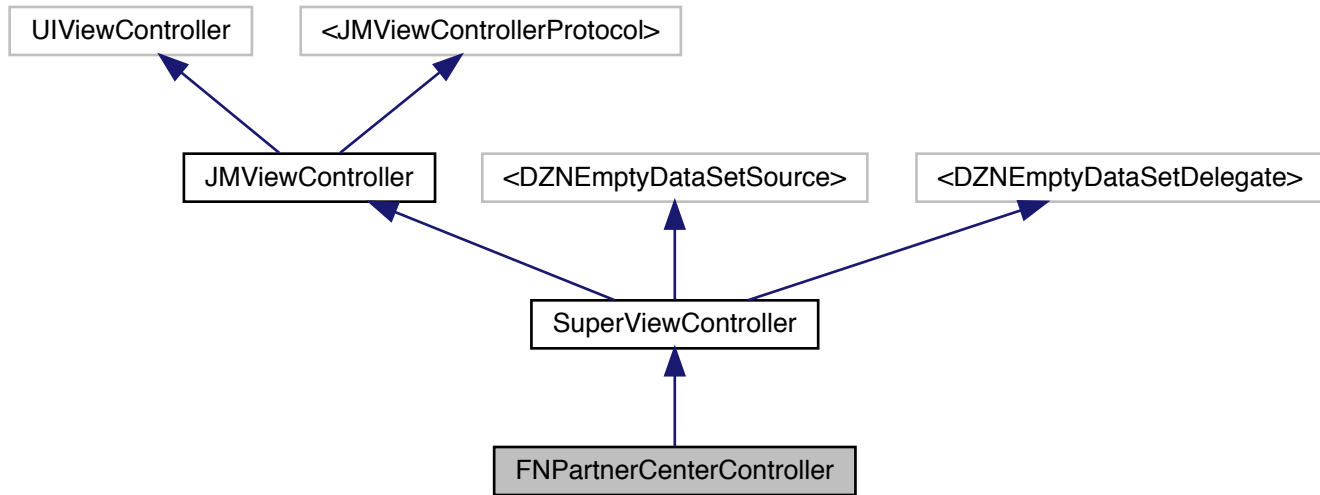 UIViewController
<JMViewControllerProtocol>
JMViewController
<DZNEmptyDataSetSource>
<DZNEmptyDataSetDelegate>
SuperViewController
FNPartnerCenterController